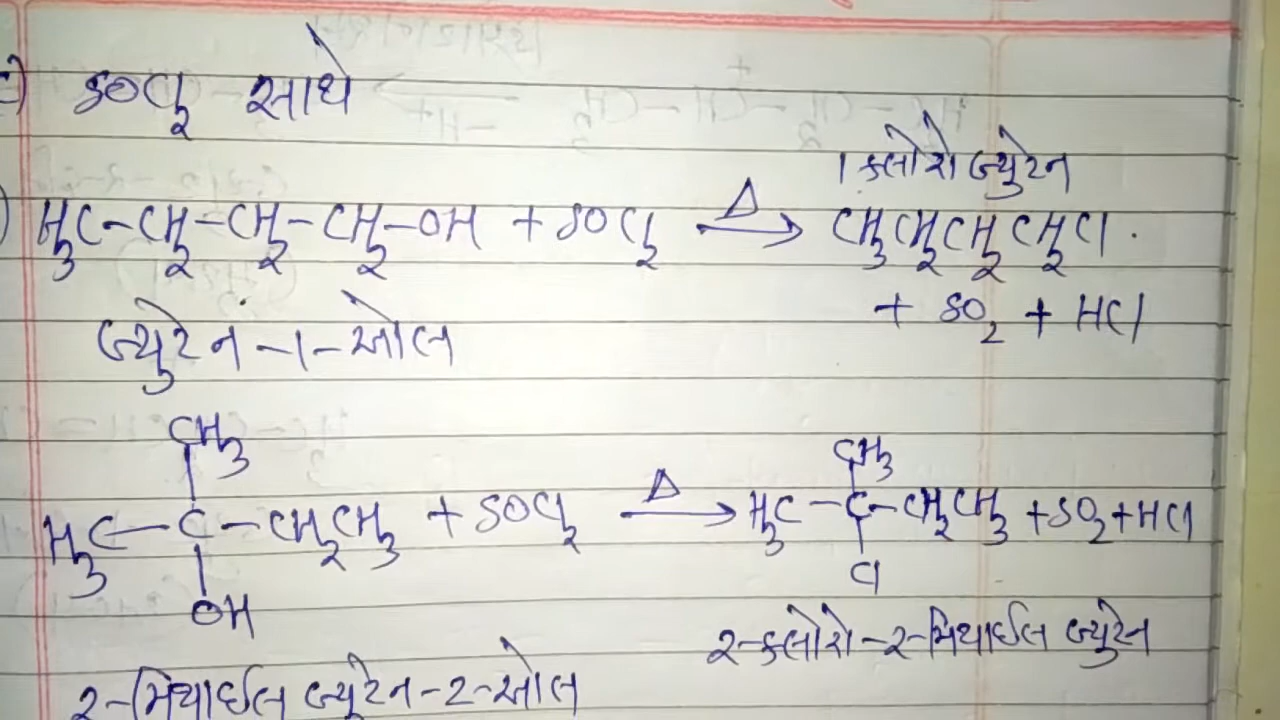 c) SOCl₂ સાથે
1 ક્લોરો બ્યુટેન
) H₃C-CH₂-CH₂-CH₂-OH + SOCl₂ —Δ→ CH₃CH₂CH₂CH₂Cl.
+ SO₂ + HCl
બ્યુટેન-1-ઓલ
CH₃ CH₃
H₃C-C-CH₂CH₃ + SOCl₂ —Δ→ H₃C-C-CH₂CH₃ + SO₂ + HCl
OH Cl
2-ક્લોરો-2-મિથાઈલ બ્યુટેન
2-મિથાઈલ બ્યુટેન-2-ઓલ